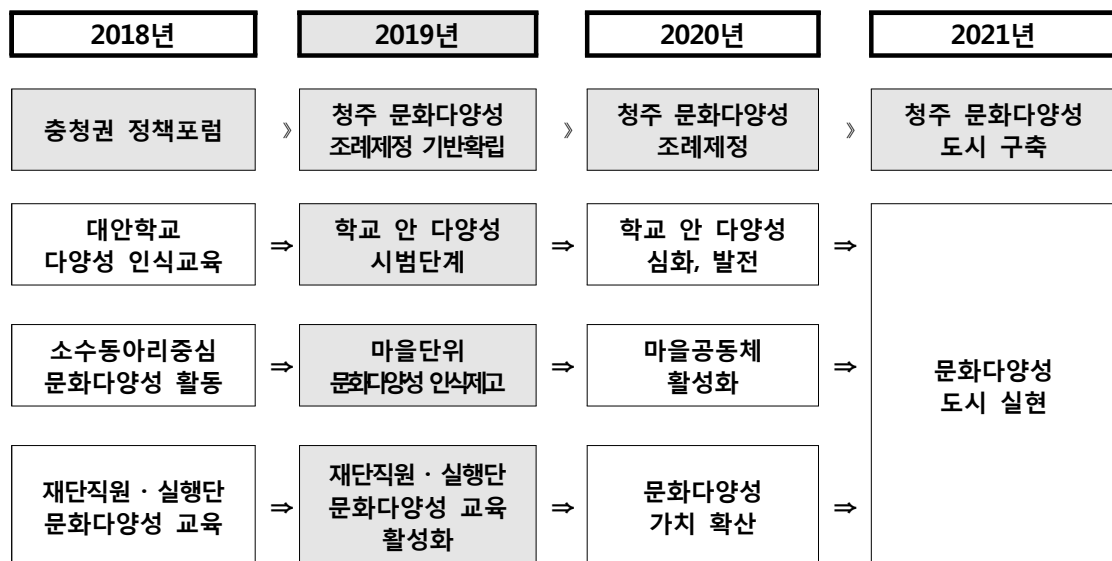 2018년
2019년
2020년
2021년
충청권 정책포럼
》
청주 문화다양성
조례제정 기반확립
》
청주 문화다양성
조례제정
》
청주 문화다양성
도시 구축
대안학교
다양성 인식교육
⇒
학교 안 다양성
시범단계
⇒
학교 안 다양성
심화, 발전
⇒
소수동아리중심
문화다양성 활동
⇒
마을단위
문화다양성 인식제고
⇒
마을공동체
활성화
⇒
문화다양성
도시 실현
재단직원 · 실행단
문화다양성 교육
⇒
재단직원 · 실행단
문화다양성 교육
활성화
⇒
문화다양성
가치 확산
⇒